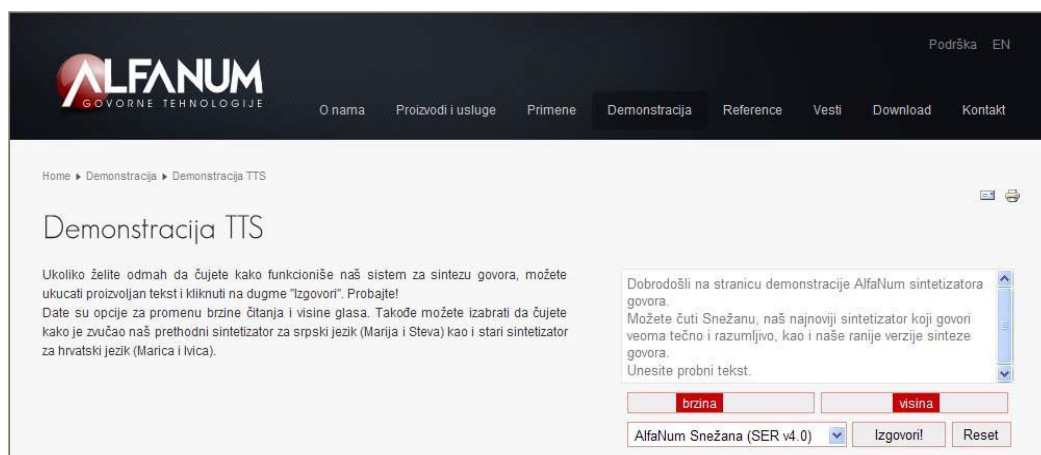 Podrška EN
ALFANUM
GOVORNE TEHNOLOGIJE
O nama Proizvodi i usluge Primene Demonstracija Reference Vesti Download Kontakt
Home ▸ Demonstracija ▸ Demonstracija TTS
Demonstracija TTS
Ukoliko želite odmah da čujete kako funkcioniše naš sistem za sintezu govora, možete
ukucati proizvoljan tekst i kliknuti na dugme "Izgovori". Probajte!
Date su opcije za promenu brzine čitanja i visine glasa. Takođe možete izabrati da čujete
kako je zvučao naš prethodni sintetizator za srpski jezik (Marija i Steva) kao i stari sintetizator
za hrvatski jezik (Marica i Ivica).
Dobrodošli na stranicu demonstracije AlfaNum sintetizatora
govora.
Možete čuti Snežanu, naš najnoviji sintetizator koji govori
veoma tečno i razumljivo, kao i naše ranije verzije sinteze
govora.
Unesite probni tekst.
brzina visina
AlfaNum Snežana (SER v4.0) Izgovori! Reset